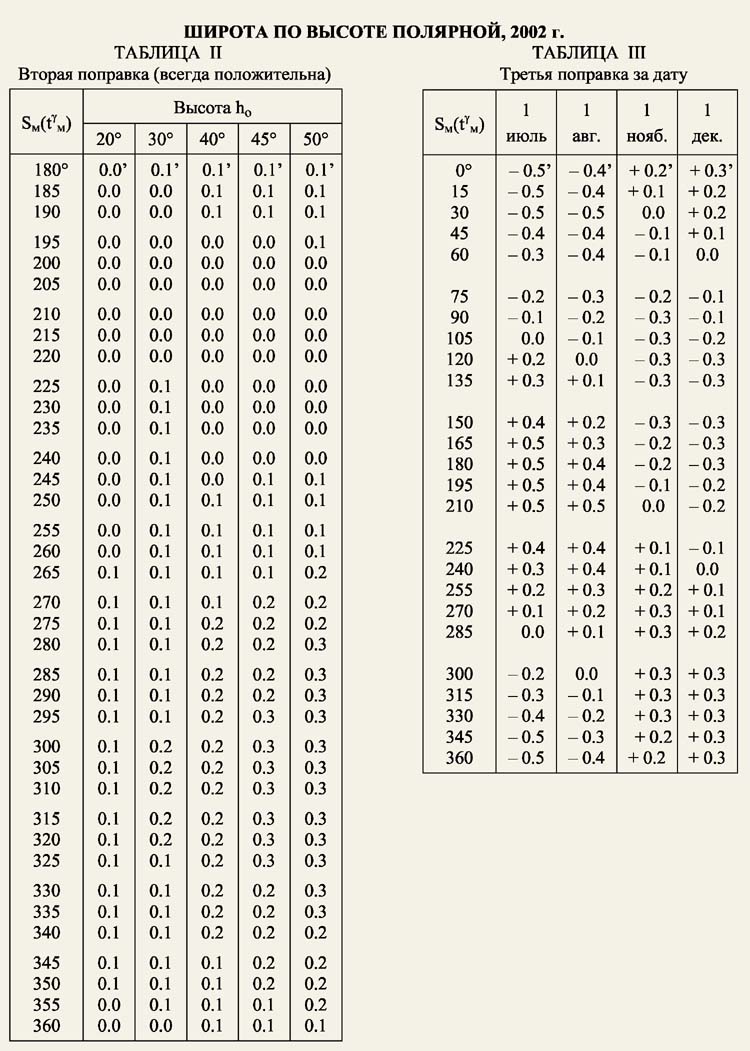 ШИРОТА ПО ВЫСОТЕ ПОЛЯРНОЙ, 2002 г.
ТАБЛИЦА II
Вторая поправка (всегда положительна)
Sм(tᵞм) Высота hо
20° 30° 40° 45° 50°
180° 0.0’ 0.1’ 0.1’ 0.1’ 0.1’
185 0.0 0.0 0.1 0.1 0.1
190 0.0 0.0 0.1 0.1 0.1
195 0.0 0.0 0.0 0.0 0.1
200 0.0 0.0 0.0 0.0 0.0
205 0.0 0.0 0.0 0.0 0.0
210 0.0 0.0 0.0 0.0 0.0
215 0.0 0.0 0.0 0.0 0.0
220 0.0 0.0 0.0 0.0 0.0
225 0.0 0.1 0.0 0.0 0.0
230 0.0 0.1 0.0 0.0 0.0
235 0.0 0.1 0.0 0.0 0.0
240 0.0 0.1 0.0 0.0 0.0
245 0.0 0.1 0.0 0.1 0.1
250 0.0 0.1 0.1 0.1 0.1
255 0.0 0.1 0.1 0.1 0.1
260 0.0 0.1 0.1 0.1 0.1
265 0.1 0.1 0.1 0.1 0.2
270 0.1 0.1 0.1 0.2 0.2
275 0.1 0.1 0.2 0.2 0.2
280 0.1 0.1 0.2 0.2 0.3
285 0.1 0.1 0.2 0.2 0.3
290 0.1 0.1 0.2 0.2 0.3
295 0.1 0.1 0.2 0.3 0.3
300 0.1 0.2 0.2 0.3 0.3
305 0.1 0.2 0.2 0.3 0.3
310 0.1 0.2 0.2 0.3 0.3
315 0.1 0.2 0.2 0.3 0.3
320 0.1 0.2 0.2 0.3 0.3
325 0.1 0.1 0.2 0.3 0.3
330 0.1 0.1 0.2 0.2 0.3
335 0.1 0.1 0.2 0.2 0.3
340 0.1 0.1 0.2 0.2 0.2
345 0.1 0.1 0.1 0.2 0.2
350 0.1 0.1 0.1 0.2 0.2
355 0.0 0.1 0.1 0.1 0.2
360 0.0 0.0 0.1 0.1 0.1
ТАБЛИЦА III
Третья поправка за дату
Sм(tᵞм) 1 1 1 1
июль авг. нояб. дек.
0° – 0.5’ – 0.4’ + 0.2’ + 0.3’
15 – 0.5 – 0.4 + 0.1 + 0.2
30 – 0.5 – 0.5 0.0 + 0.2
45 – 0.4 – 0.4 – 0.1 + 0.1
60 – 0.3 – 0.4 – 0.1 0.0
75 – 0.2 – 0.3 – 0.2 – 0.1
90 – 0.1 – 0.2 – 0.3 – 0.1
105 0.0 – 0.1 – 0.3 – 0.2
120 + 0.2 0.0 – 0.3 – 0.3
135 + 0.3 + 0.1 – 0.3 – 0.3
150 + 0.4 + 0.2 – 0.3 – 0.3
165 + 0.5 + 0.3 – 0.2 – 0.3
180 + 0.5 + 0.4 – 0.2 – 0.3
195 + 0.5 + 0.4 – 0.1 – 0.2
210 + 0.5 + 0.5 0.0 – 0.2
225 + 0.4 + 0.4 + 0.1 – 0.1
240 + 0.3 + 0.4 + 0.1 0.0
255 + 0.2 + 0.3 + 0.2 + 0.1
270 + 0.1 + 0.2 + 0.3 + 0.1
285 0.0 + 0.1 + 0.3 + 0.2
300 – 0.2 0.0 + 0.3 + 0.3
315 – 0.3 – 0.1 + 0.3 + 0.3
330 – 0.4 – 0.2 + 0.3 + 0.3
345 – 0.5 – 0.3 + 0.2 + 0.3
360 – 0.5 – 0.4 + 0.2 + 0.3